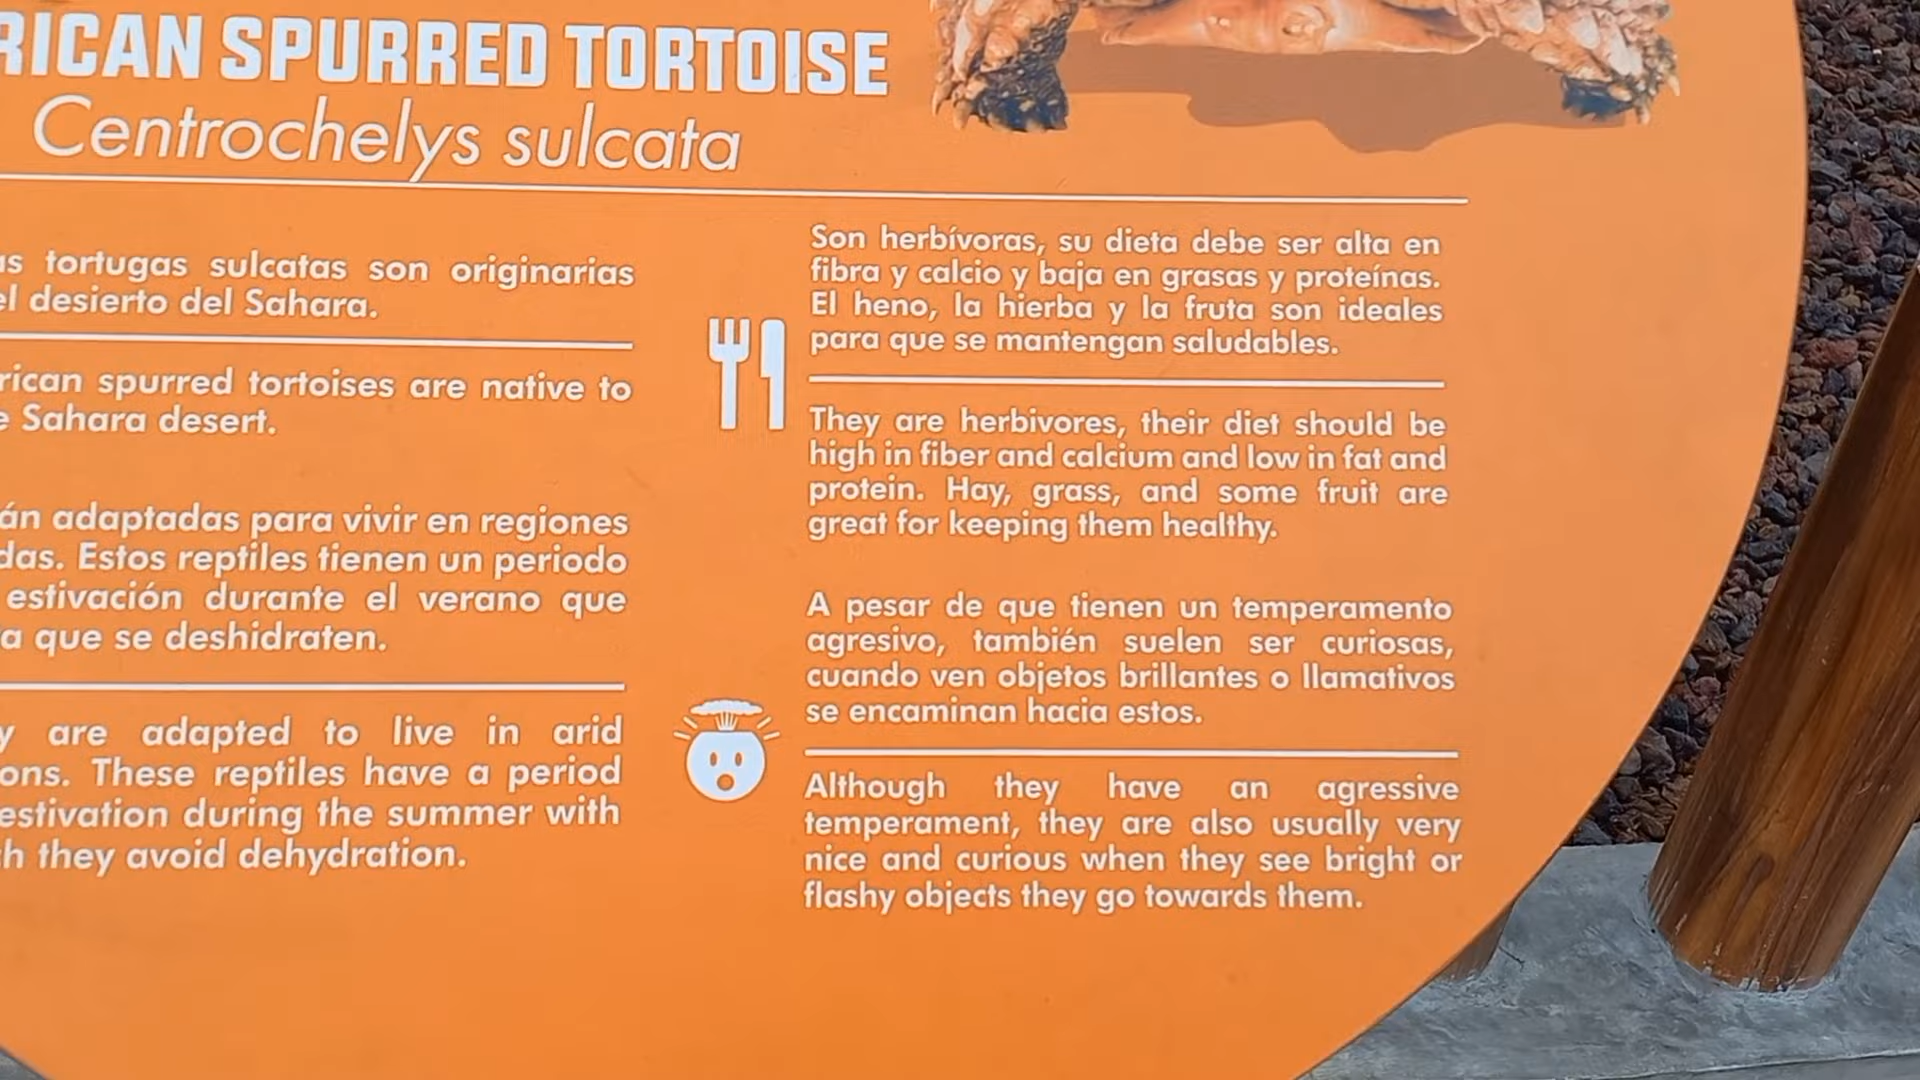 SPURRED TORTOISE
Centrochelys sulcata
tortugas sulcatas son originarias
desierto del Sahara.
spurred tortoises are native to
Sahara desert.
adaptadas para vivir en regiones
Estos reptiles tienen un periodo
estivación durante el verano que
que se deshidraten.
are adapted to live in arid
These reptiles have a period
estivation during the summer with
they avoid dehydration.
Son herbívoras, su dieta debe ser alta en
fibra y calcio y baja en grasas y proteínas.
El heno, la hierba y la fruta son ideales
para que se mantengan saludables.
They are herbivores, their diet should be
high in fiber and calcium and low in fat and
protein. Hay, grass, and some fruit are
great for keeping them healthy.
A pesar de que tienen un temperamento
agresivo, también suelen ser curiosas,
cuando ven objetos brillantes o llamativos
se encaminan hacia estos.
Although they have an agressive
temperament, they are also usually very
nice and curious when they see bright or
flashy objects they go towards them.